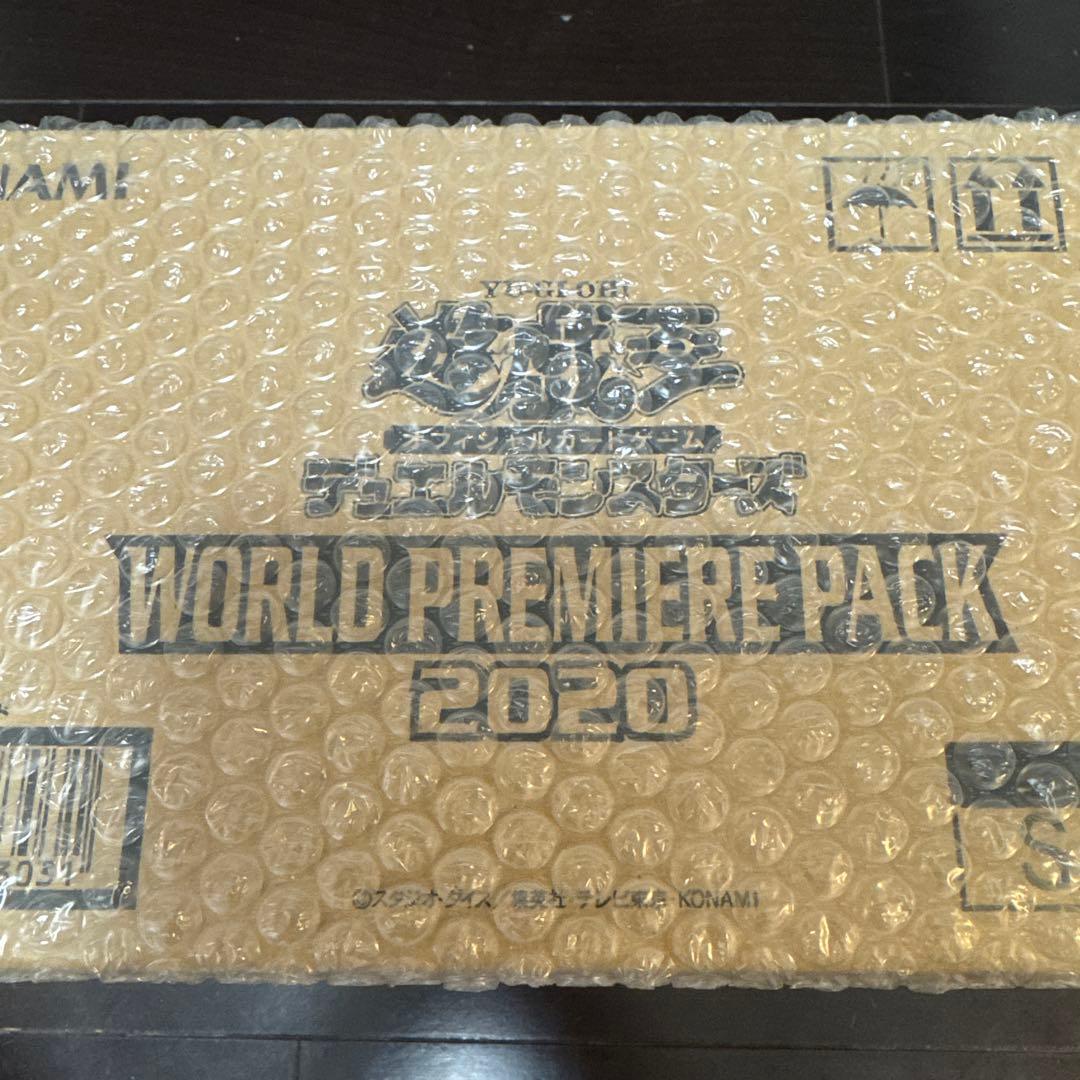 NAMI
YU-GI-OH!
遊戯王
オフィシャルカードゲーム
デュエルモンスターズ
WORLD PREMIERE PACK
2020
3031
S
©スタジオ・ダイス/集英社・テレビ東京・KONAMI